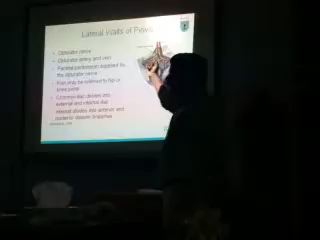 Lateral Walls of Pelvis
Obturator nerve
Obturator artery and vein
Parietal peritoneum supplied by
the obturator nerve
Pain may be referred to hip or
knee joint
Common iliac divides into
external and internal iliac
Internal divides into anterior and
posterior division branches